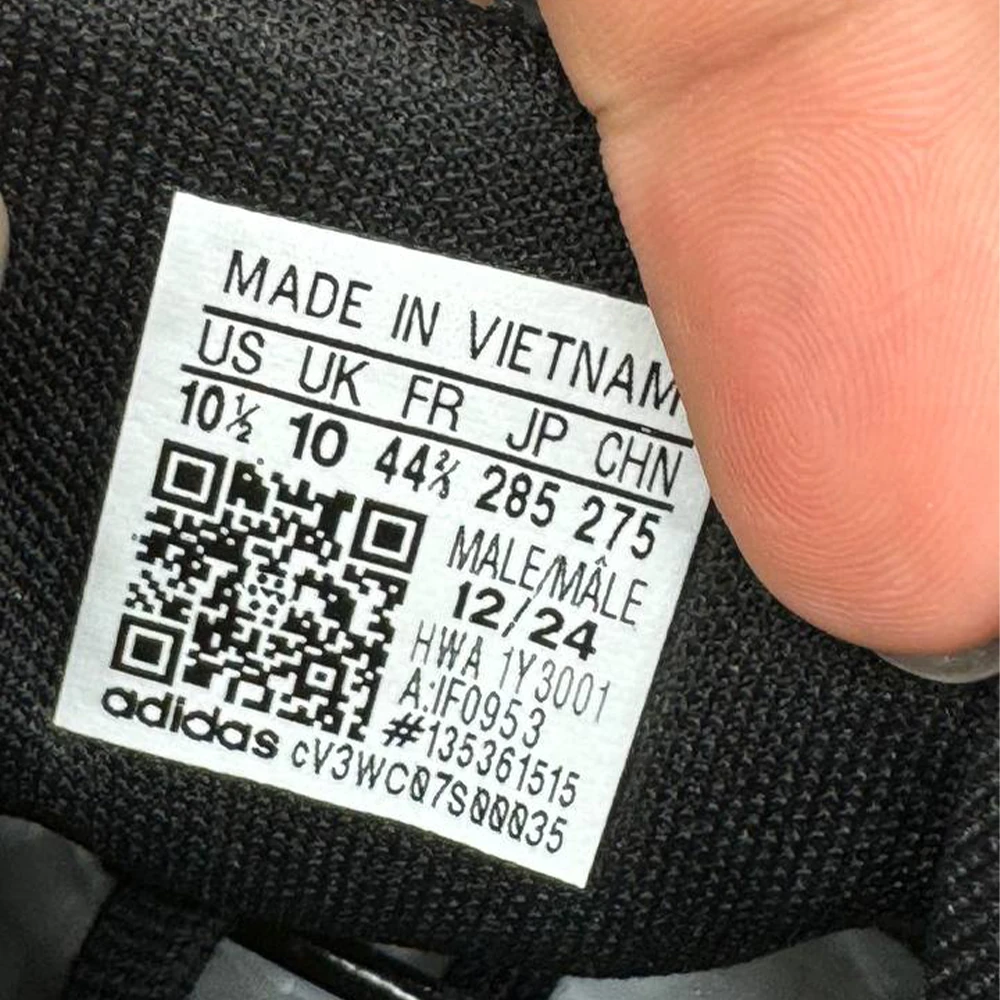 MADE IN VIETNAM
US UK FR JP CHN
10½ 10 44⅔ 285 275
MALE/MÂLE
12/24
HWA 1Y3001
A:IF0953
#135361515
adidas cV3WC07S00035